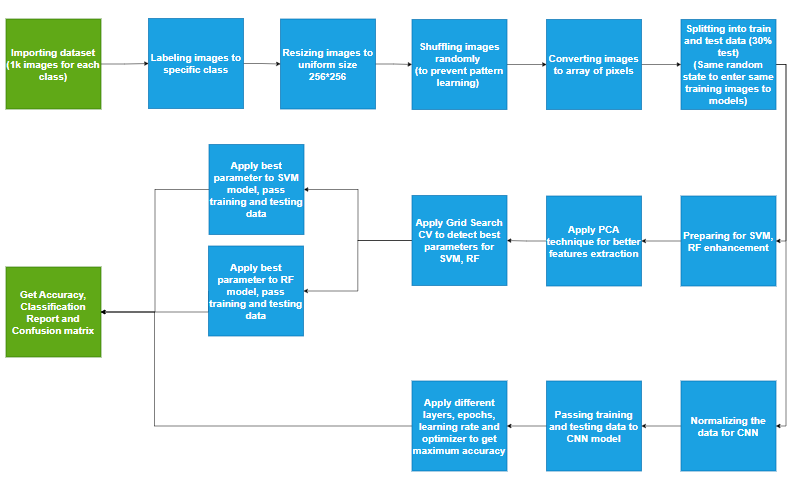 Importing dataset
(1k images for each
class)
Labeling images to
specific class
Resizing images to
uniform size
256*256
Shuffling images
randomly
(to prevent pattern
learning)
Converting images
to array of pixels
Splitting into train
and test data (30%
test)
(Same random
state to enter same
training images to
models)
Preparing for SVM,
RF enhancement
Apply PCA
technique for better
features extraction
Apply Grid Search
CV to detect best
parameters for
SVM, RF
Apply best
parameter to SVM
model, pass
training and testing
data
Apply best
parameter to RF
model, pass
training and testing
data
Normalizing the
data for CNN
Passing training
and testing data to
CNN model
Apply different
layers, epochs,
learning rate and
optimizer to get
maximum accuracy
Get Accuracy,
Classification
Report and
Confusion matrix